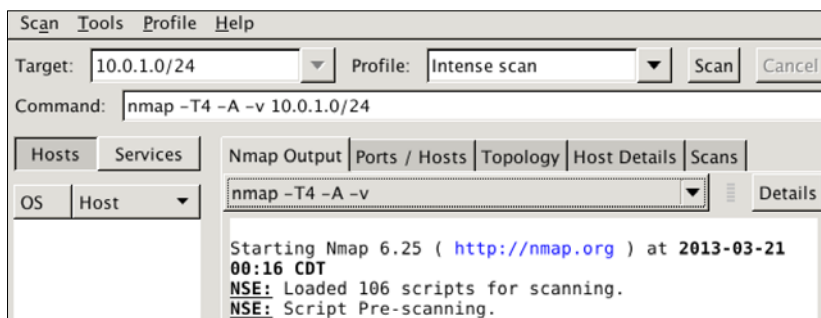 Scan Tools Profile Help
Target: 10.0.1.0/24 Profile: Intense scan Scan Cancel
Command: nmap -T4 -A -v 10.0.1.0/24
Hosts Services Nmap Output Ports / Hosts Topology Host Details Scans
OS Host nmap -T4 -A -v Details
Starting Nmap 6.25 ( http://nmap.org ) at 2013-03-21
00:16 CDT
NSE: Loaded 106 scripts for scanning.
NSE: Script Pre-scanning.